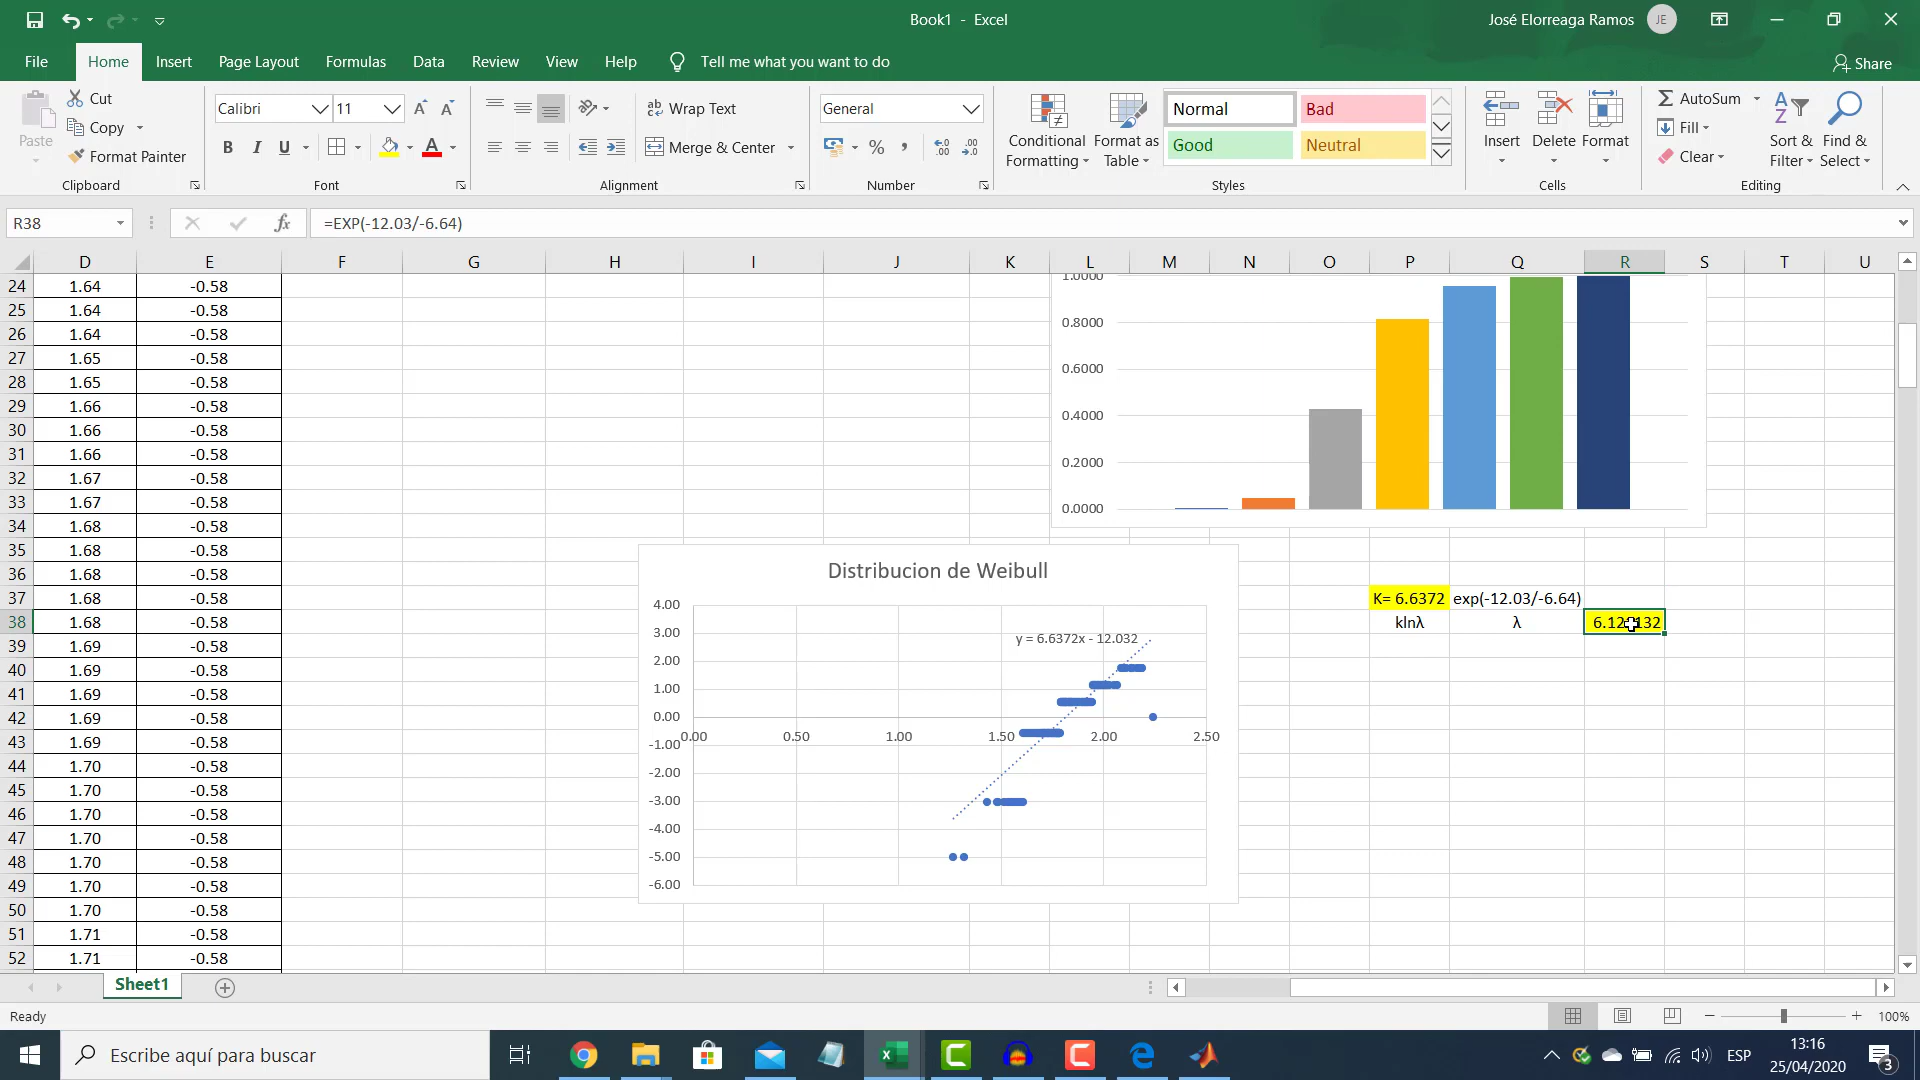 Book1 - Excel
José Elorreaga Ramos
JE
File Home Insert Page Layout Formulas Data Review View Help Tell me what you want to do
Share
Paste
Cut
Copy
Format Painter
Clipboard
Calibri 11
B I U
Font
Wrap Text
Merge & Center
Alignment
General
Number
Conditional Formatting
Format as Table
Normal Bad
Good Neutral
Styles
Insert Delete Format
Cells
AutoSum
Fill
Clear
Sort & Filter
Find & Select
Editing
R38 fx =EXP(-12.03/-6.64)
D E F G H I J K L M N O P Q R S T U
24 1.64 -0.58
25 1.64 -0.58
26 1.64 -0.58
27 1.65 -0.58
28 1.65 -0.58
29 1.66 -0.58
30 1.66 -0.58
31 1.66 -0.58
32 1.67 -0.58
33 1.67 -0.58
34 1.68 -0.58
35 1.68 -0.58
36 1.68 -0.58
37 1.68 -0.58
38 1.68 -0.58
39 1.69 -0.58
40 1.69 -0.58
41 1.69 -0.58
42 1.69 -0.58
43 1.69 -0.58
44 1.70 -0.58
45 1.70 -0.58
46 1.70 -0.58
47 1.70 -0.58
48 1.70 -0.58
49 1.70 -0.58
50 1.70 -0.58
51 1.71 -0.58
52 1.71 -0.58
1.0000
0.8000
0.6000
0.4000
0.2000
0.0000
Distribucion de Weibull
4.00
3.00
2.00
1.00
0.00
-1.00
-2.00
-3.00
-4.00
-5.00
-6.00
y = 6.6372x - 12.032
0.00 0.50 1.00 1.50 2.00 2.50
K= 6.6372 exp(-12.03/-6.64)
klnλ λ
Sheet1
Ready
100%
Escribe aquí para buscar
ESP
13:16
25/04/2020
3